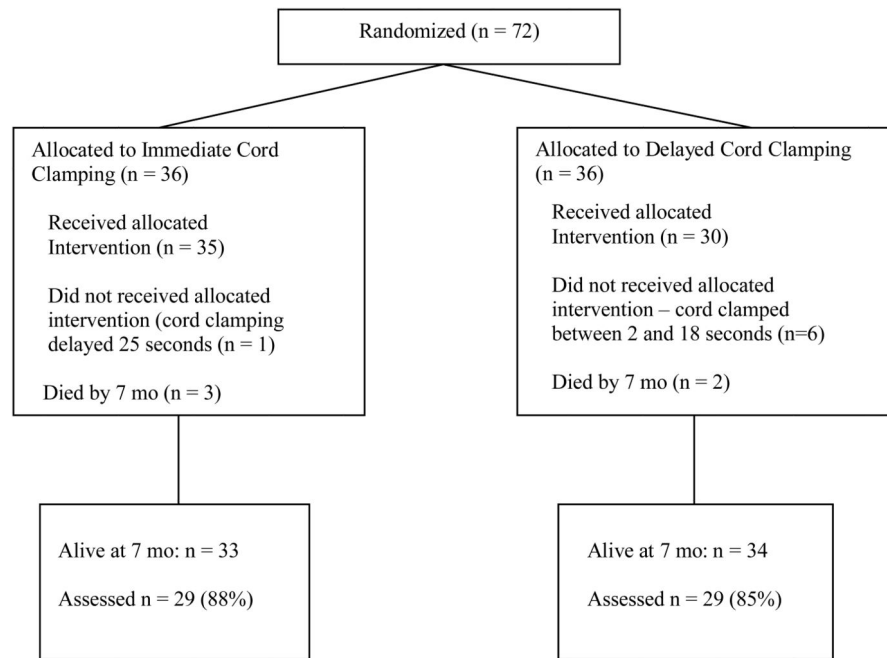 Randomized (n = 72)
Allocated to Immediate Cord
Clamping (n = 36)
Received allocated
Intervention (n = 35)
Did not received allocated
intervention (cord clamping
delayed 25 seconds (n = 1)
Died by 7 mo (n = 3)
Allocated to Delayed Cord Clamping
(n = 36)
Received allocated
Intervention (n = 30)
Did not received allocated
intervention – cord clamped
between 2 and 18 seconds (n=6)
Died by 7 mo (n = 2)
Alive at 7 mo: n = 33
Assessed n = 29 (88%)
Alive at 7 mo: n = 34
Assessed n = 29 (85%)